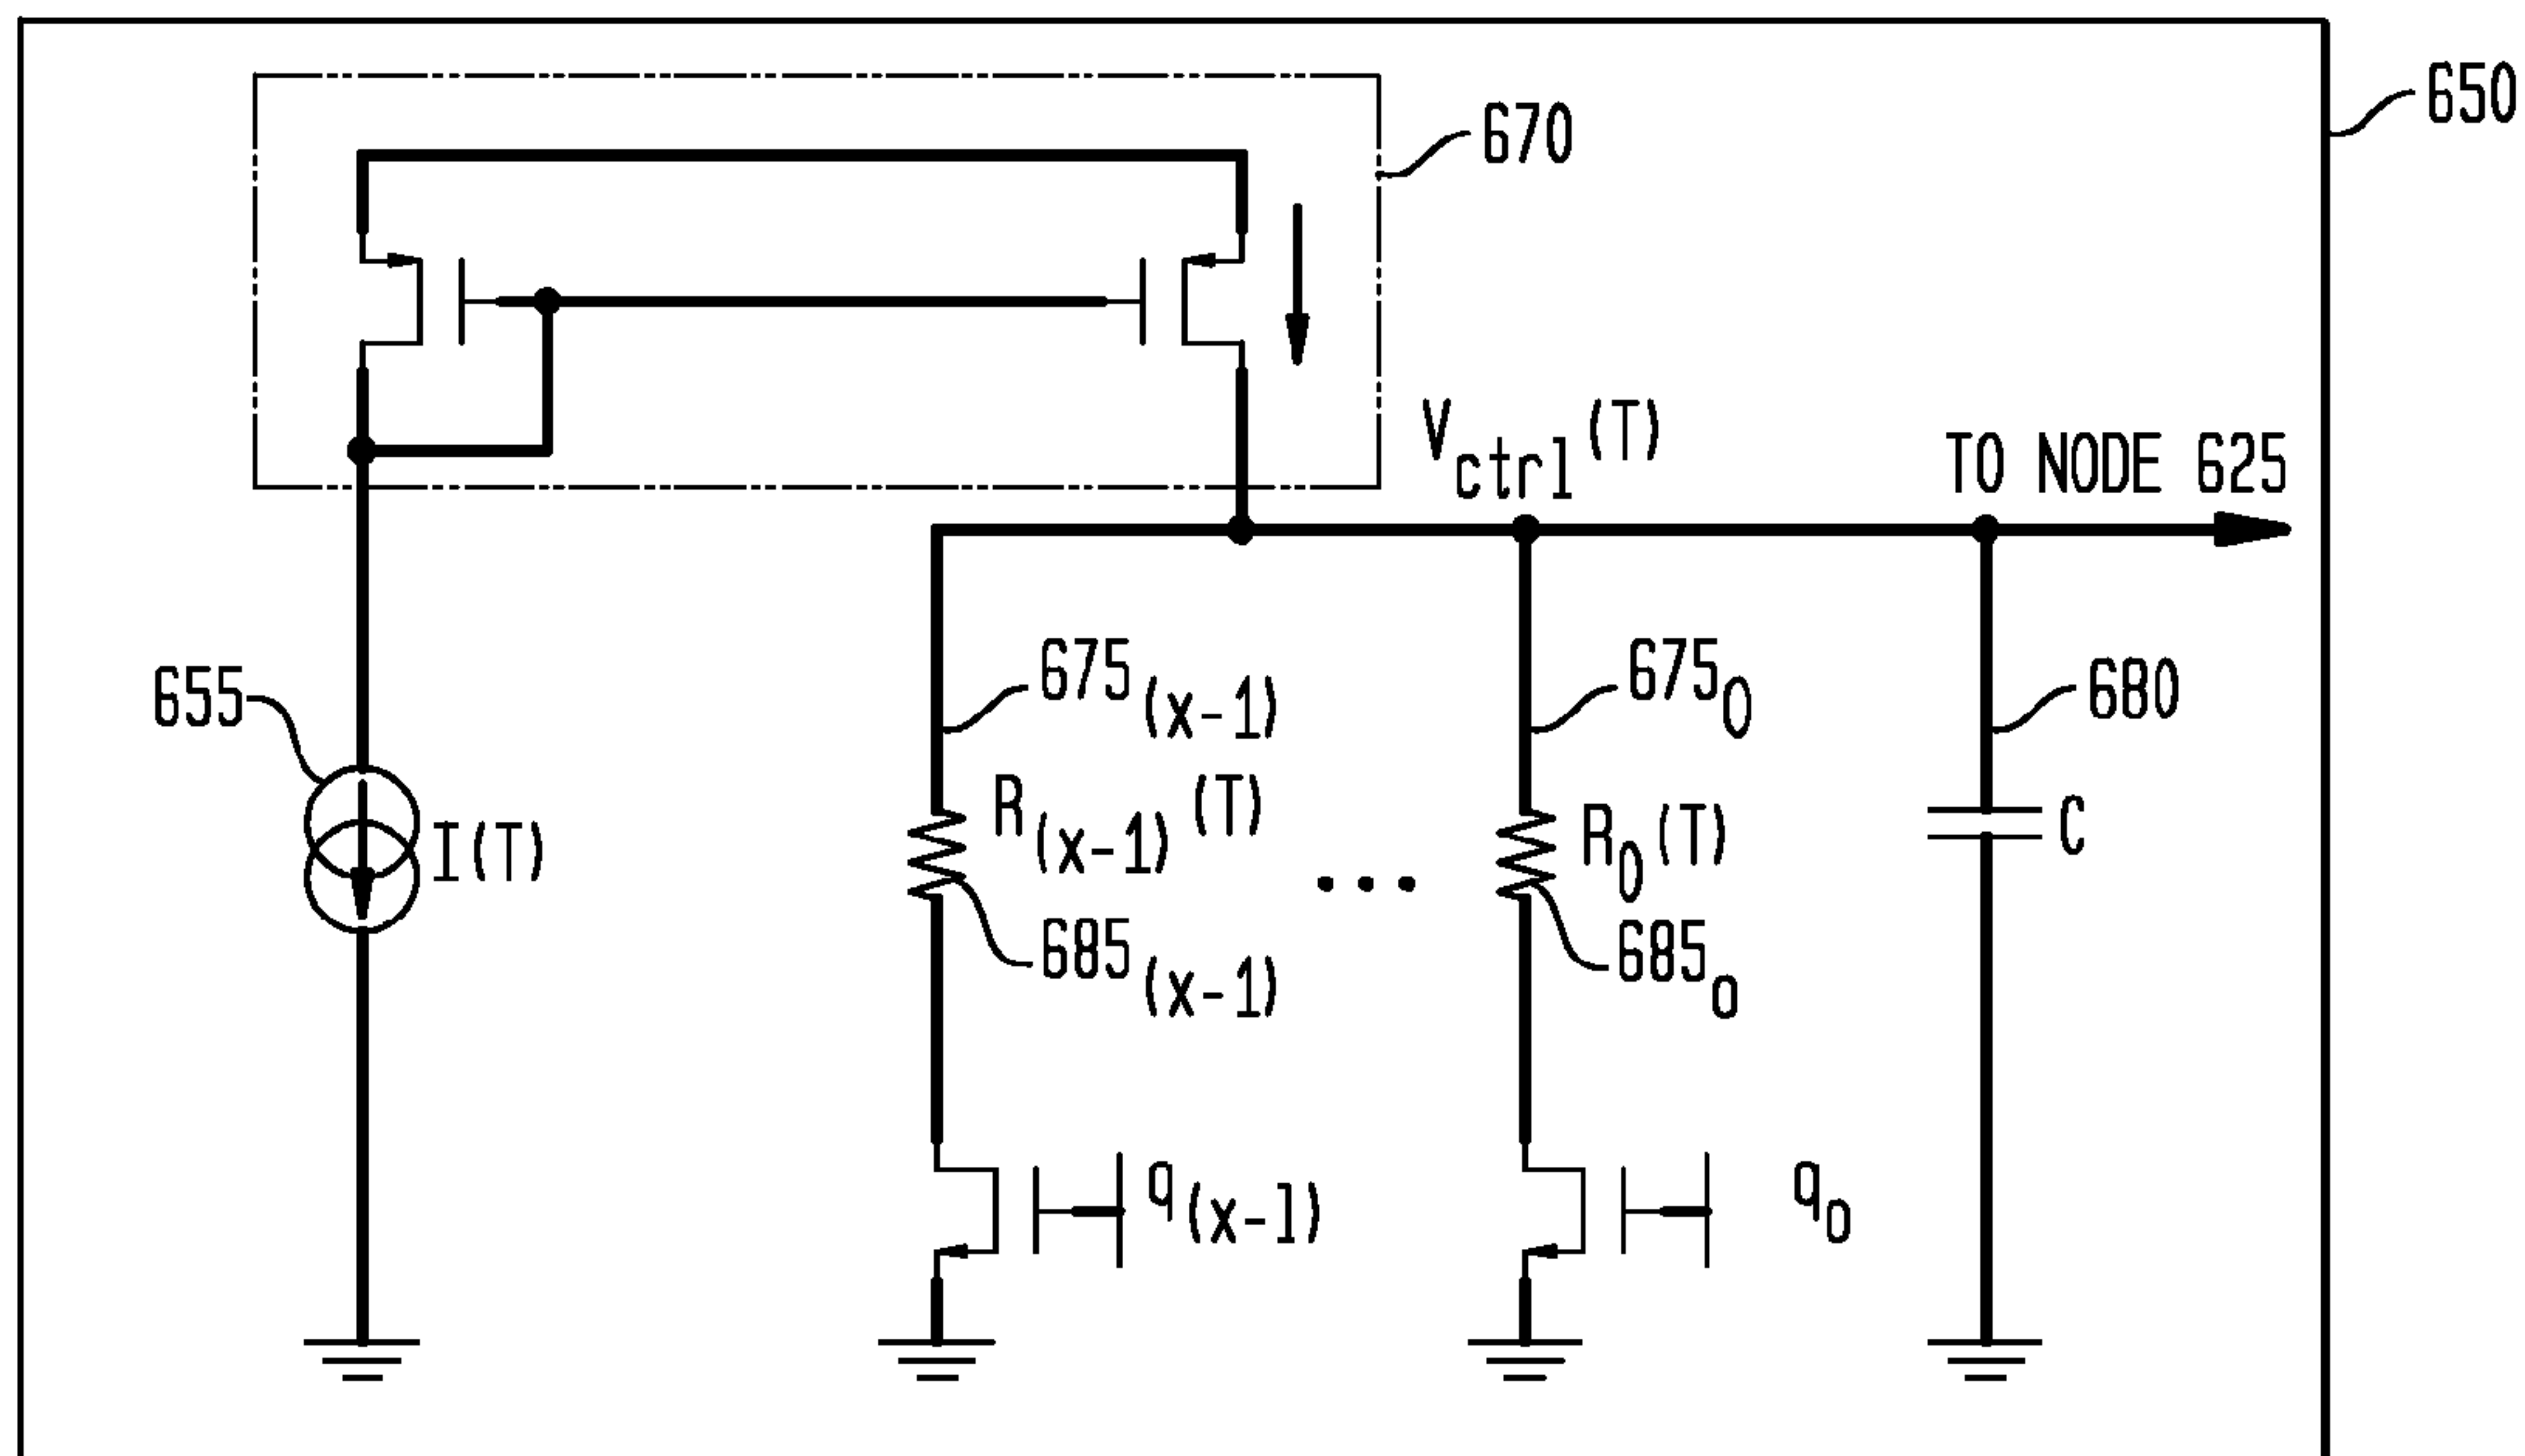 650
670
V_ctrl(T)
TO NODE 625
655
I(T)
675_(x-1)
R_(x-1)(T)
685_(x-1)
675_0
R_0(T)
685_0
680
C
q_(x-1)
q_0